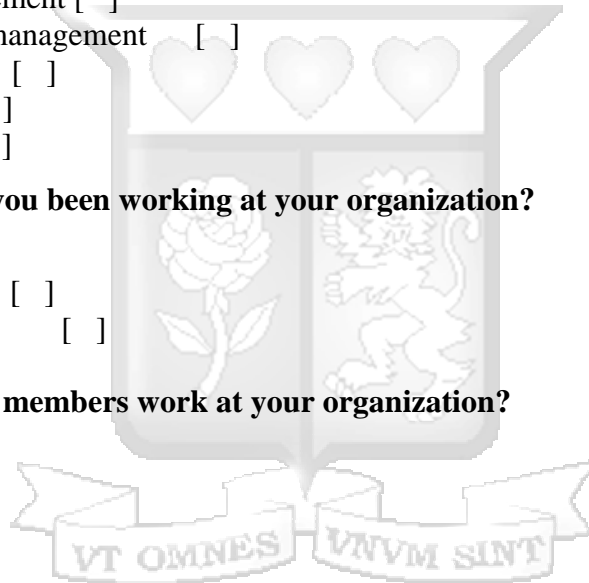 ement [ ]
management [ ]
[ ]
]
]
you been working at your organization?
[ ]
[ ]
members work at your organization?
VT OMNES VNVM SINT